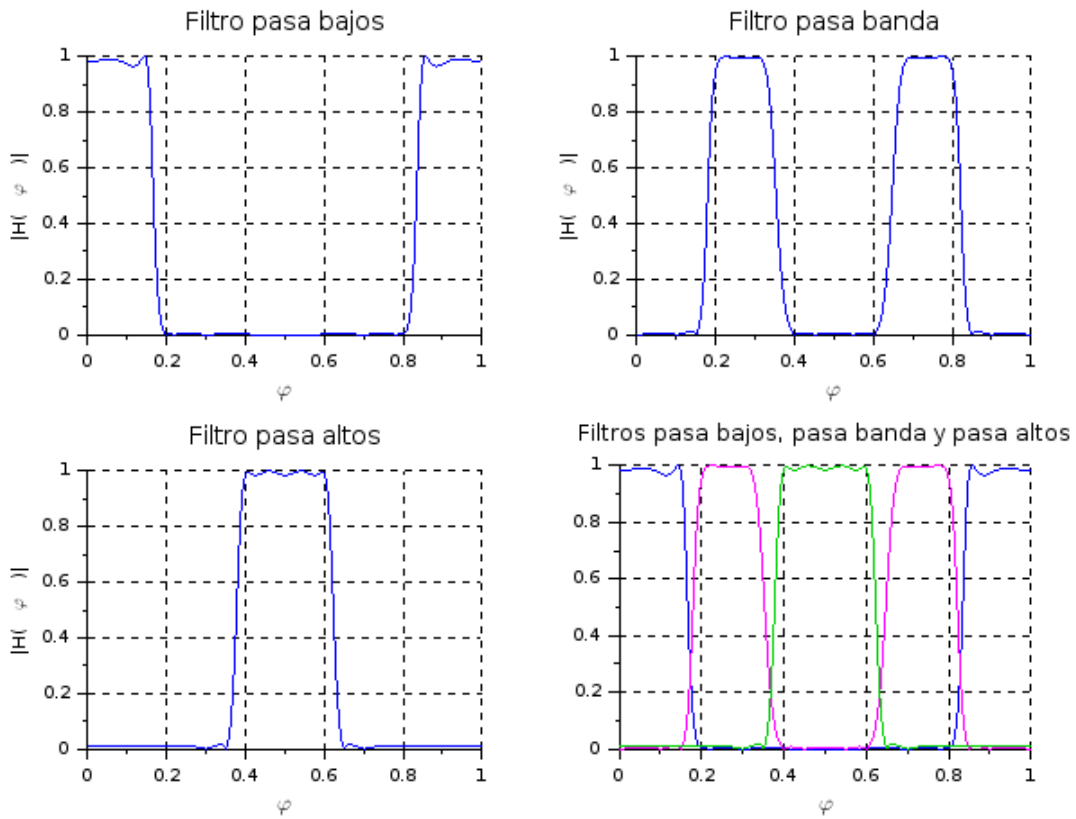 Filtro pasa bajos
|H( φ )|
1
0.8
0.6
0.4
0.2
0
0 0.2 0.4 0.6 0.8 1
φ
Filtro pasa banda
|H( φ )|
1
0.8
0.6
0.4
0.2
0
0 0.2 0.4 0.6 0.8 1
φ
Filtro pasa altos
|H( φ )|
1
0.8
0.6
0.4
0.2
0
0 0.2 0.4 0.6 0.8 1
φ
Filtros pasa bajos, pasa banda y pasa altos
1
0.8
0.6
0.4
0.2
0
0 0.2 0.4 0.6 0.8 1
φ